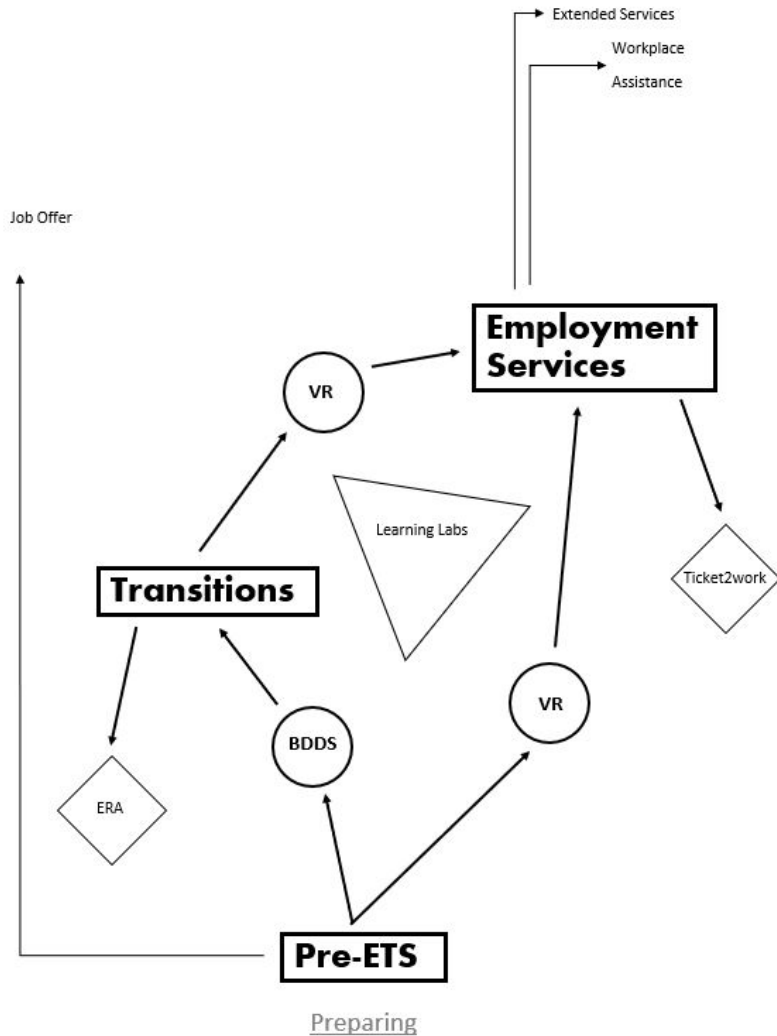 Extended Services
Workplace
Assistance
Job Offer
Employment
Services
VR
Learning Labs
Transitions
Ticket2work
VR
BDDS
ERA
Pre-ETS
Preparing